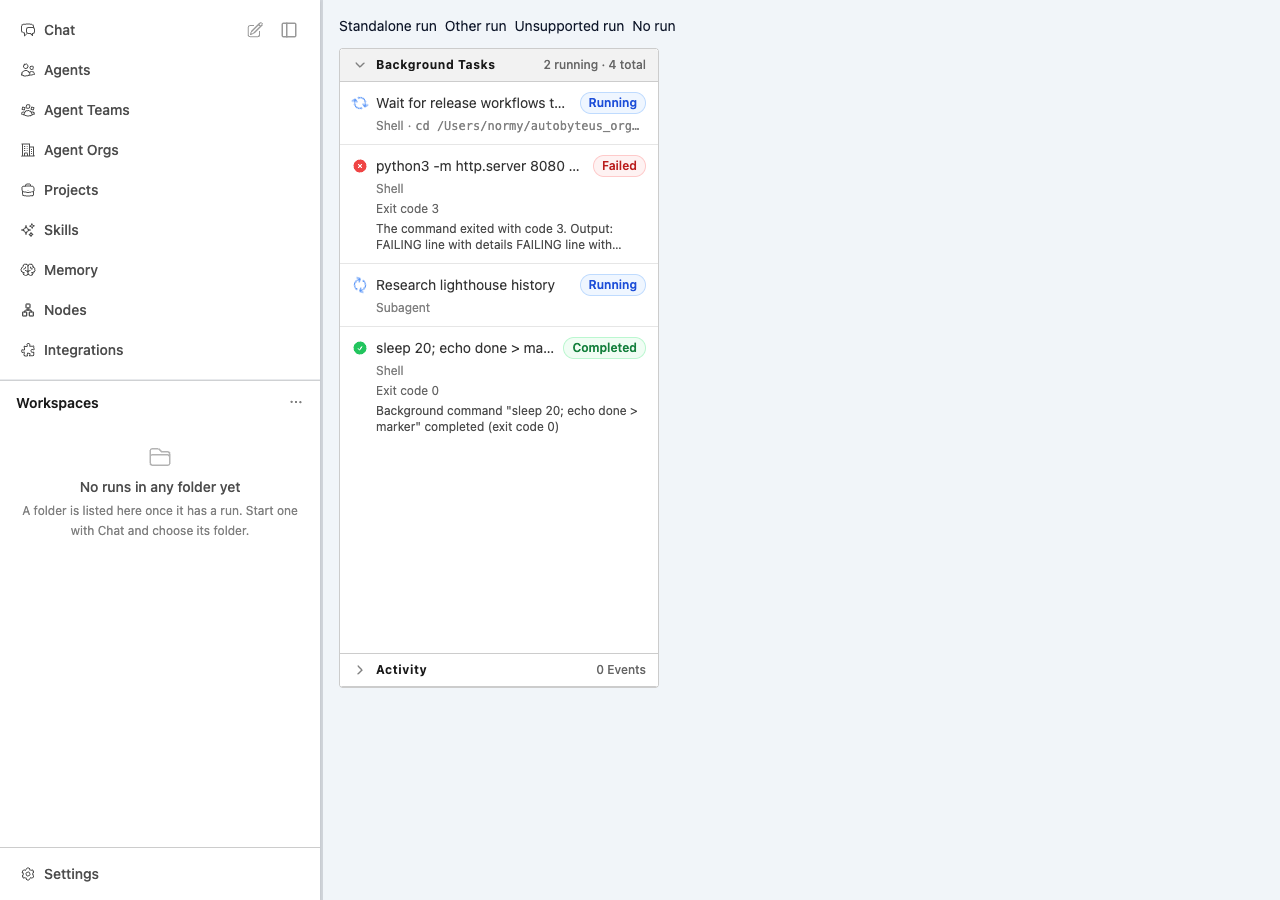 Chat
Agents
Agent Teams
Agent Orgs
Projects
Skills
Memory
Nodes
Integrations
Workspaces
No runs in any folder yet
A folder is listed here once it has a run. Start one
with Chat and choose its folder.
Settings
Standalone run Other run Unsupported run No run
Background Tasks 2 running · 4 total
Wait for release workflows t... Running
Shell · cd /Users/normy/autobyteus_org…
python3 -m http.server 8080 ... Failed
Shell
Exit code 3
The command exited with code 3. Output:
FAILING line with details FAILING line with...
Research lighthouse history Running
Subagent
sleep 20; echo done > ma... Completed
Shell
Exit code 0
Background command "sleep 20; echo done >
marker" completed (exit code 0)
Activity 0 Events